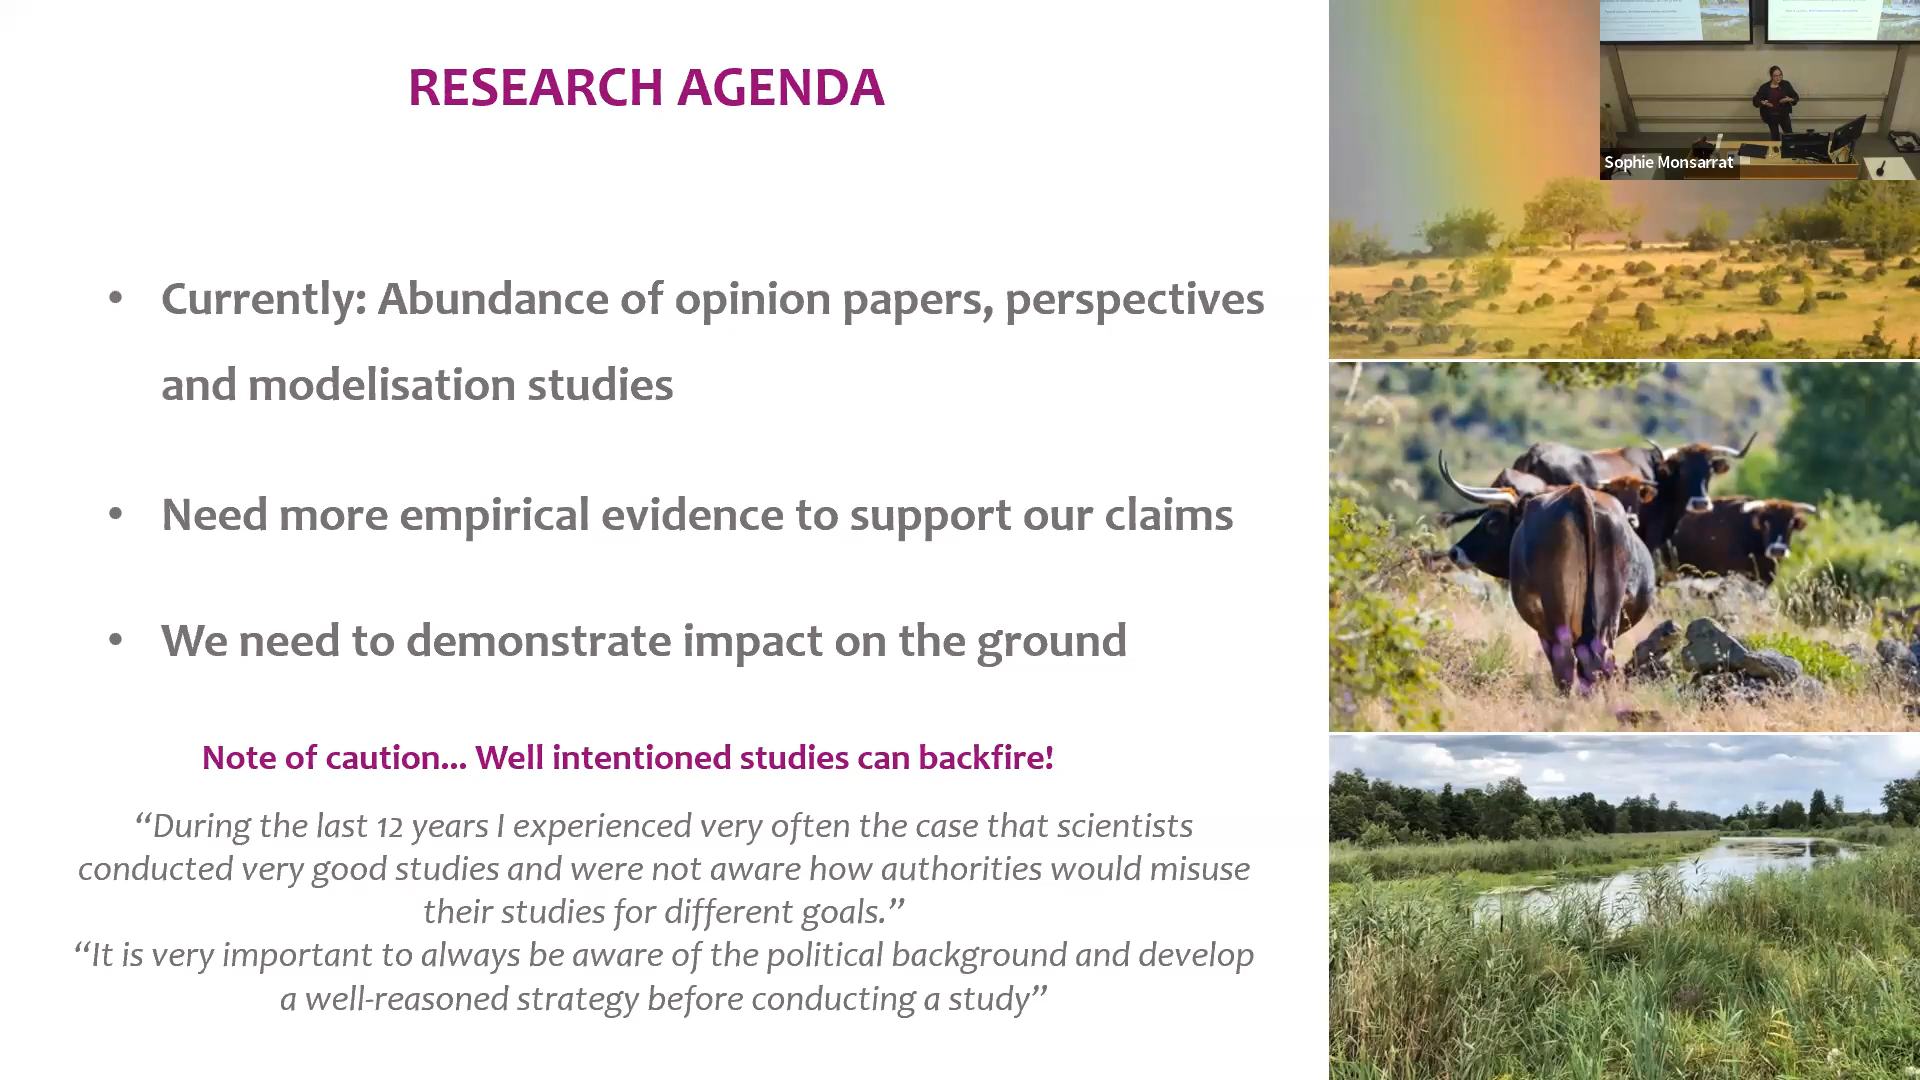 RESEARCH AGENDA
Sophie Monsarrat
• Currently: Abundance of opinion papers, perspectives
and modelisation studies
• Need more empirical evidence to support our claims
• We need to demonstrate impact on the ground
Note of caution... Well intentioned studies can backfire!
“During the last 12 years I experienced very often the case that scientists
conducted very good studies and were not aware how authorities would misuse
their studies for different goals.”
“It is very important to always be aware of the political background and develop
a well-reasoned strategy before conducting a study”